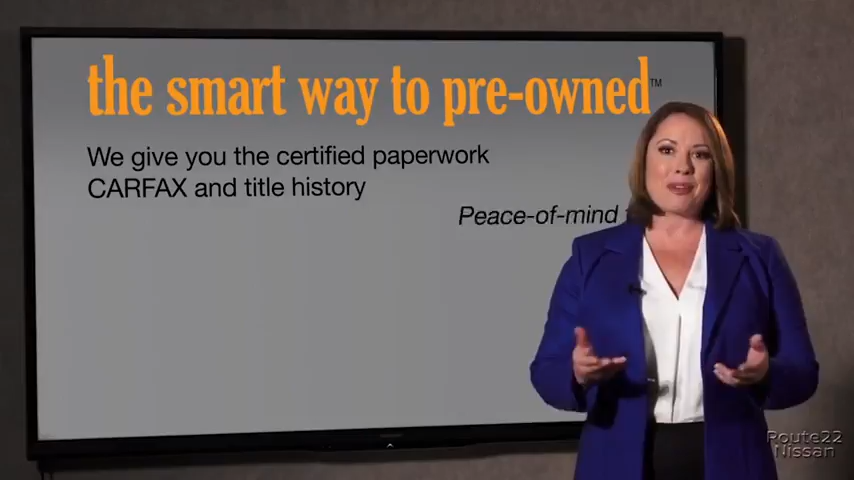 the smart way to pre-owned™
We give you the certified paperwork
CARFAX and title history
Peace-of-mind
Route22
Nissan